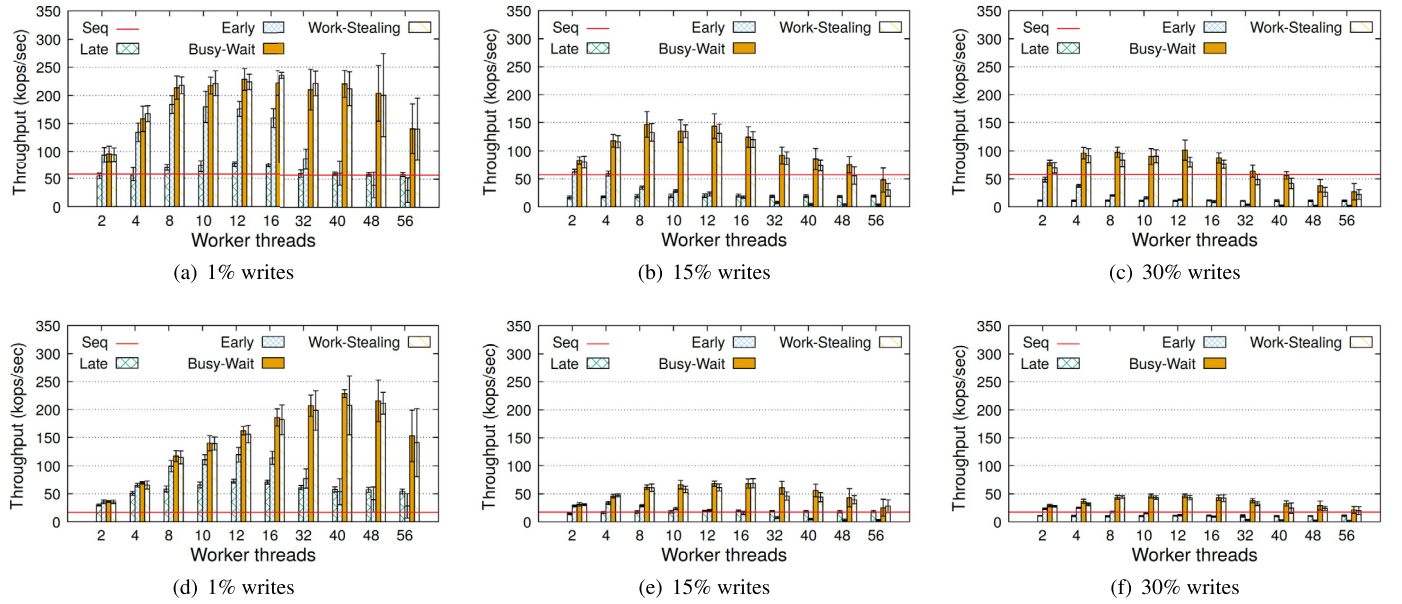 350
300
250
200
150
100
50
0
Throughput (kops/sec)
Seq
Early
Work-Stealing
Late
Busy-Wait
2 4 8 10 12 16 32 40 48 56
Worker threads
(a) 1% writes
350
300
250
200
150
100
50
0
Throughput (kops/sec)
Seq
Early
Work-Stealing
Late
Busy-Wait
2 4 8 10 12 16 32 40 48 56
Worker threads
(b) 15% writes
350
300
250
200
150
100
50
0
Throughput (kops/sec)
Seq
Early
Work-Stealing
Late
Busy-Wait
2 4 8 10 12 16 32 40 48 56
Worker threads
(c) 30% writes
350
300
250
200
150
100
50
0
Throughput (kops/sec)
Seq
Early
Work-Stealing
Late
Busy-Wait
2 4 8 10 12 16 32 40 48 56
Worker threads
(d) 1% writes
350
300
250
200
150
100
50
0
Throughput (kops/sec)
Seq
Early
Work-Stealing
Late
Busy-Wait
2 4 8 10 12 16 32 40 48 56
Worker threads
(e) 15% writes
350
300
250
200
150
100
50
0
Throughput (kops/sec)
Seq
Early
Work-Stealing
Late
Busy-Wait
2 4 8 10 12 16 32 40 48 56
Worker threads
(f) 30% writes